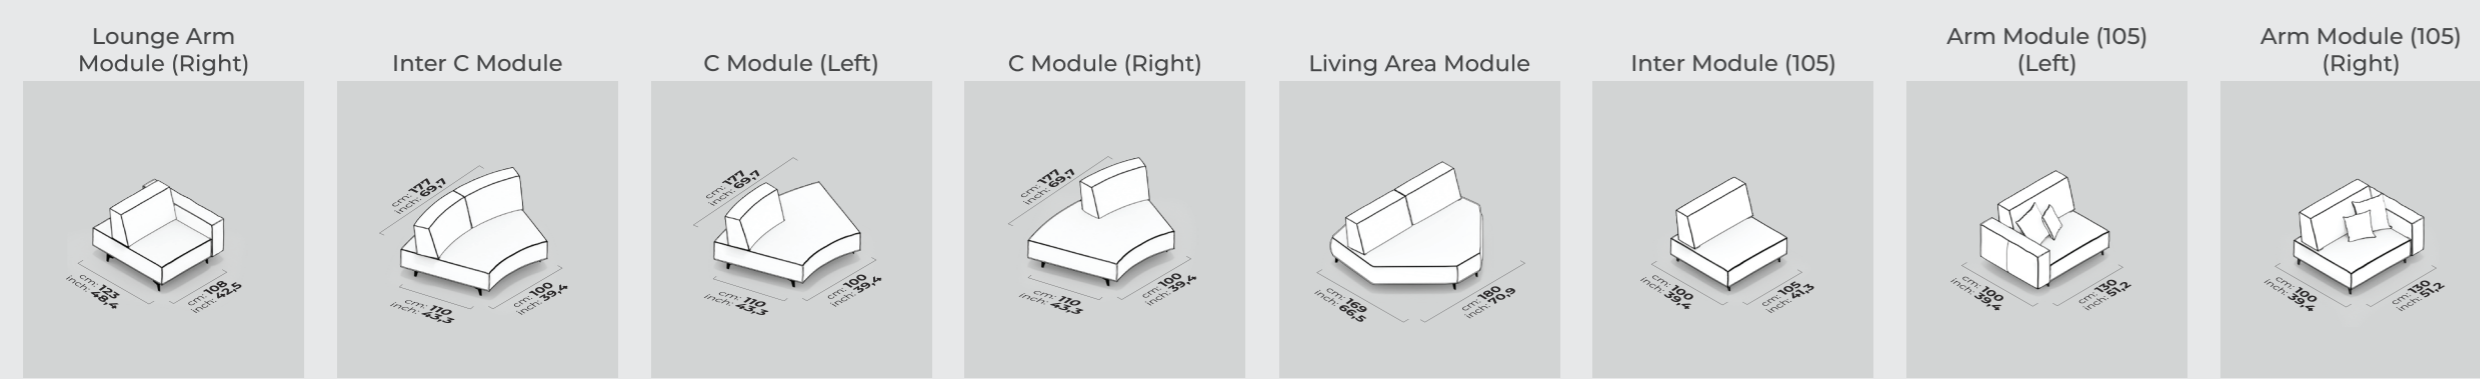 Lounge Arm
Module (Right)
cm: 123
inch: 48,4
cm: 108
inch: 42,5
Inter C Module
cm: 177
inch: 69,7
cm: 110
inch: 43,3
cm: 100
inch: 39,4
C Module (Left)
cm: 177
inch: 69,7
cm: 110
inch: 43,3
cm: 100
inch: 39,4
C Module (Right)
cm: 177
inch: 69,7
cm: 110
inch: 43,3
cm: 100
inch: 39,4
Living Area Module
cm: 169
inch: 66,5
cm: 180
inch: 70,9
Inter Module (105)
cm: 100
inch: 39,4
cm: 105
inch: 41,3
Arm Module (105)
(Left)
cm: 100
inch: 39,4
cm: 130
inch: 51,2
Arm Module (105)
(Right)
cm: 100
inch: 39,4
cm: 130
inch: 51,2